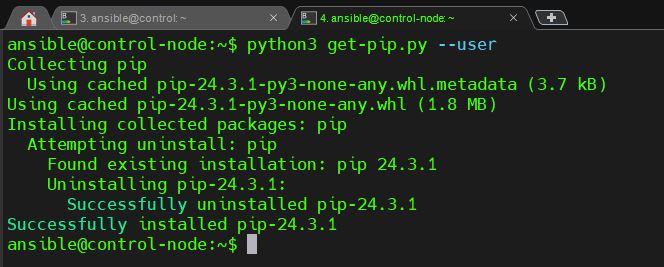 3. ansible@control: ~
4. ansible@control-node: ~
ansible@control-node:~$ python3 get-pip.py --user
Collecting pip
  Using cached pip-24.3.1-py3-none-any.whl.metadata (3.7 kB)
Using cached pip-24.3.1-py3-none-any.whl (1.8 MB)
Installing collected packages: pip
  Attempting uninstall: pip
    Found existing installation: pip 24.3.1
    Uninstalling pip-24.3.1:
      Successfully uninstalled pip-24.3.1
Successfully installed pip-24.3.1
ansible@control-node:~$